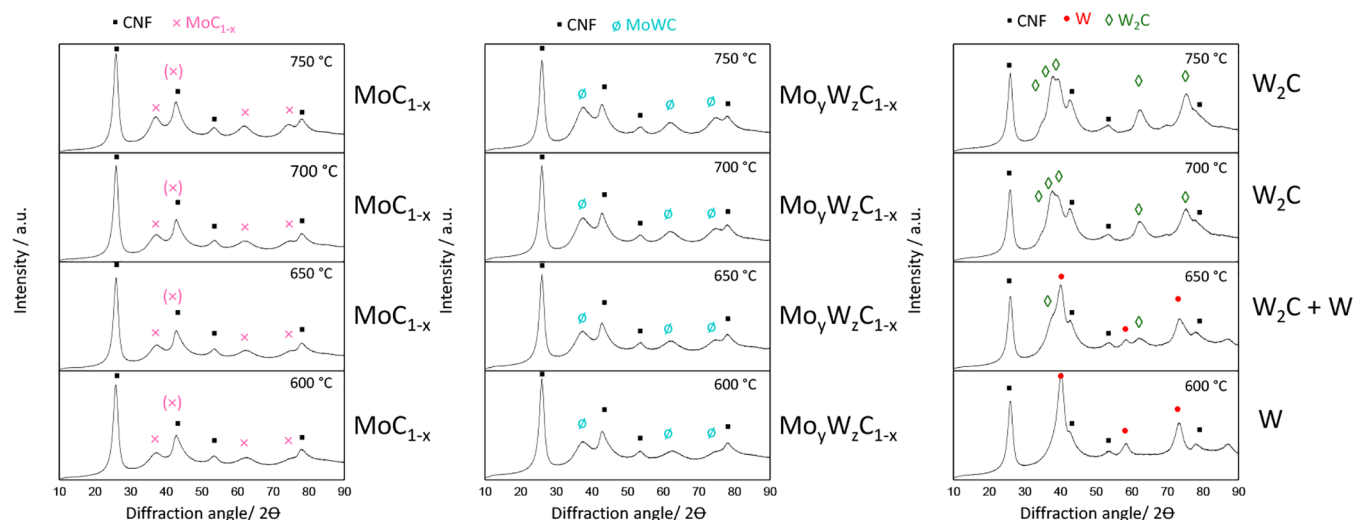 ■ CNF × MoC1-x
Intensity / a.u.
750 °C
(×)
MoC1-x
700 °C
(×)
MoC1-x
650 °C
(×)
MoC1-x
600 °C
(×)
MoC1-x
10 20 30 40 50 60 70 80 90
Diffraction angle/ 2Θ
■ CNF ø MoWC
Intensity / a.u.
750 °C
MoyWzC1-x
700 °C
MoyWzC1-x
650 °C
MoyWzC1-x
600 °C
MoyWzC1-x
10 20 30 40 50 60 70 80 90
Diffraction angle/ 2Θ
■ CNF ● W ◊ W2C
Intensity / a.u.
750 °C
W2C
700 °C
W2C
650 °C
W2C + W
600 °C
W
10 20 30 40 50 60 70 80 90
Diffraction angle/ 2Θ